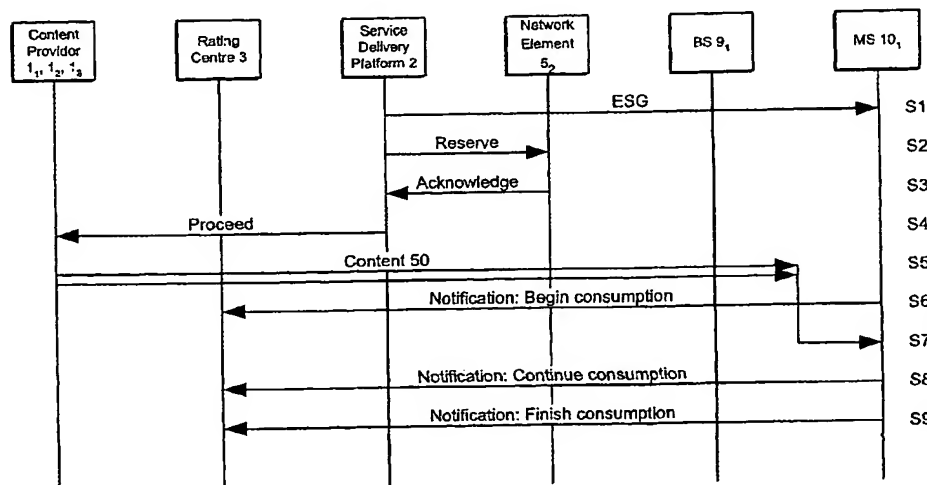 Content
Providor
1₁, 1₂, 1₃
Rating
Centre 3
Service
Delivery
Platform 2
Network
Element
5₂
BS 9₁
MS 10₁
ESG
S1
Reserve
S2
Acknowledge
S3
Proceed
S4
Content 50
S5
Notification: Begin consumption
S6
S7
Notification: Continue consumption
S8
Notification: Finish consumption
S9